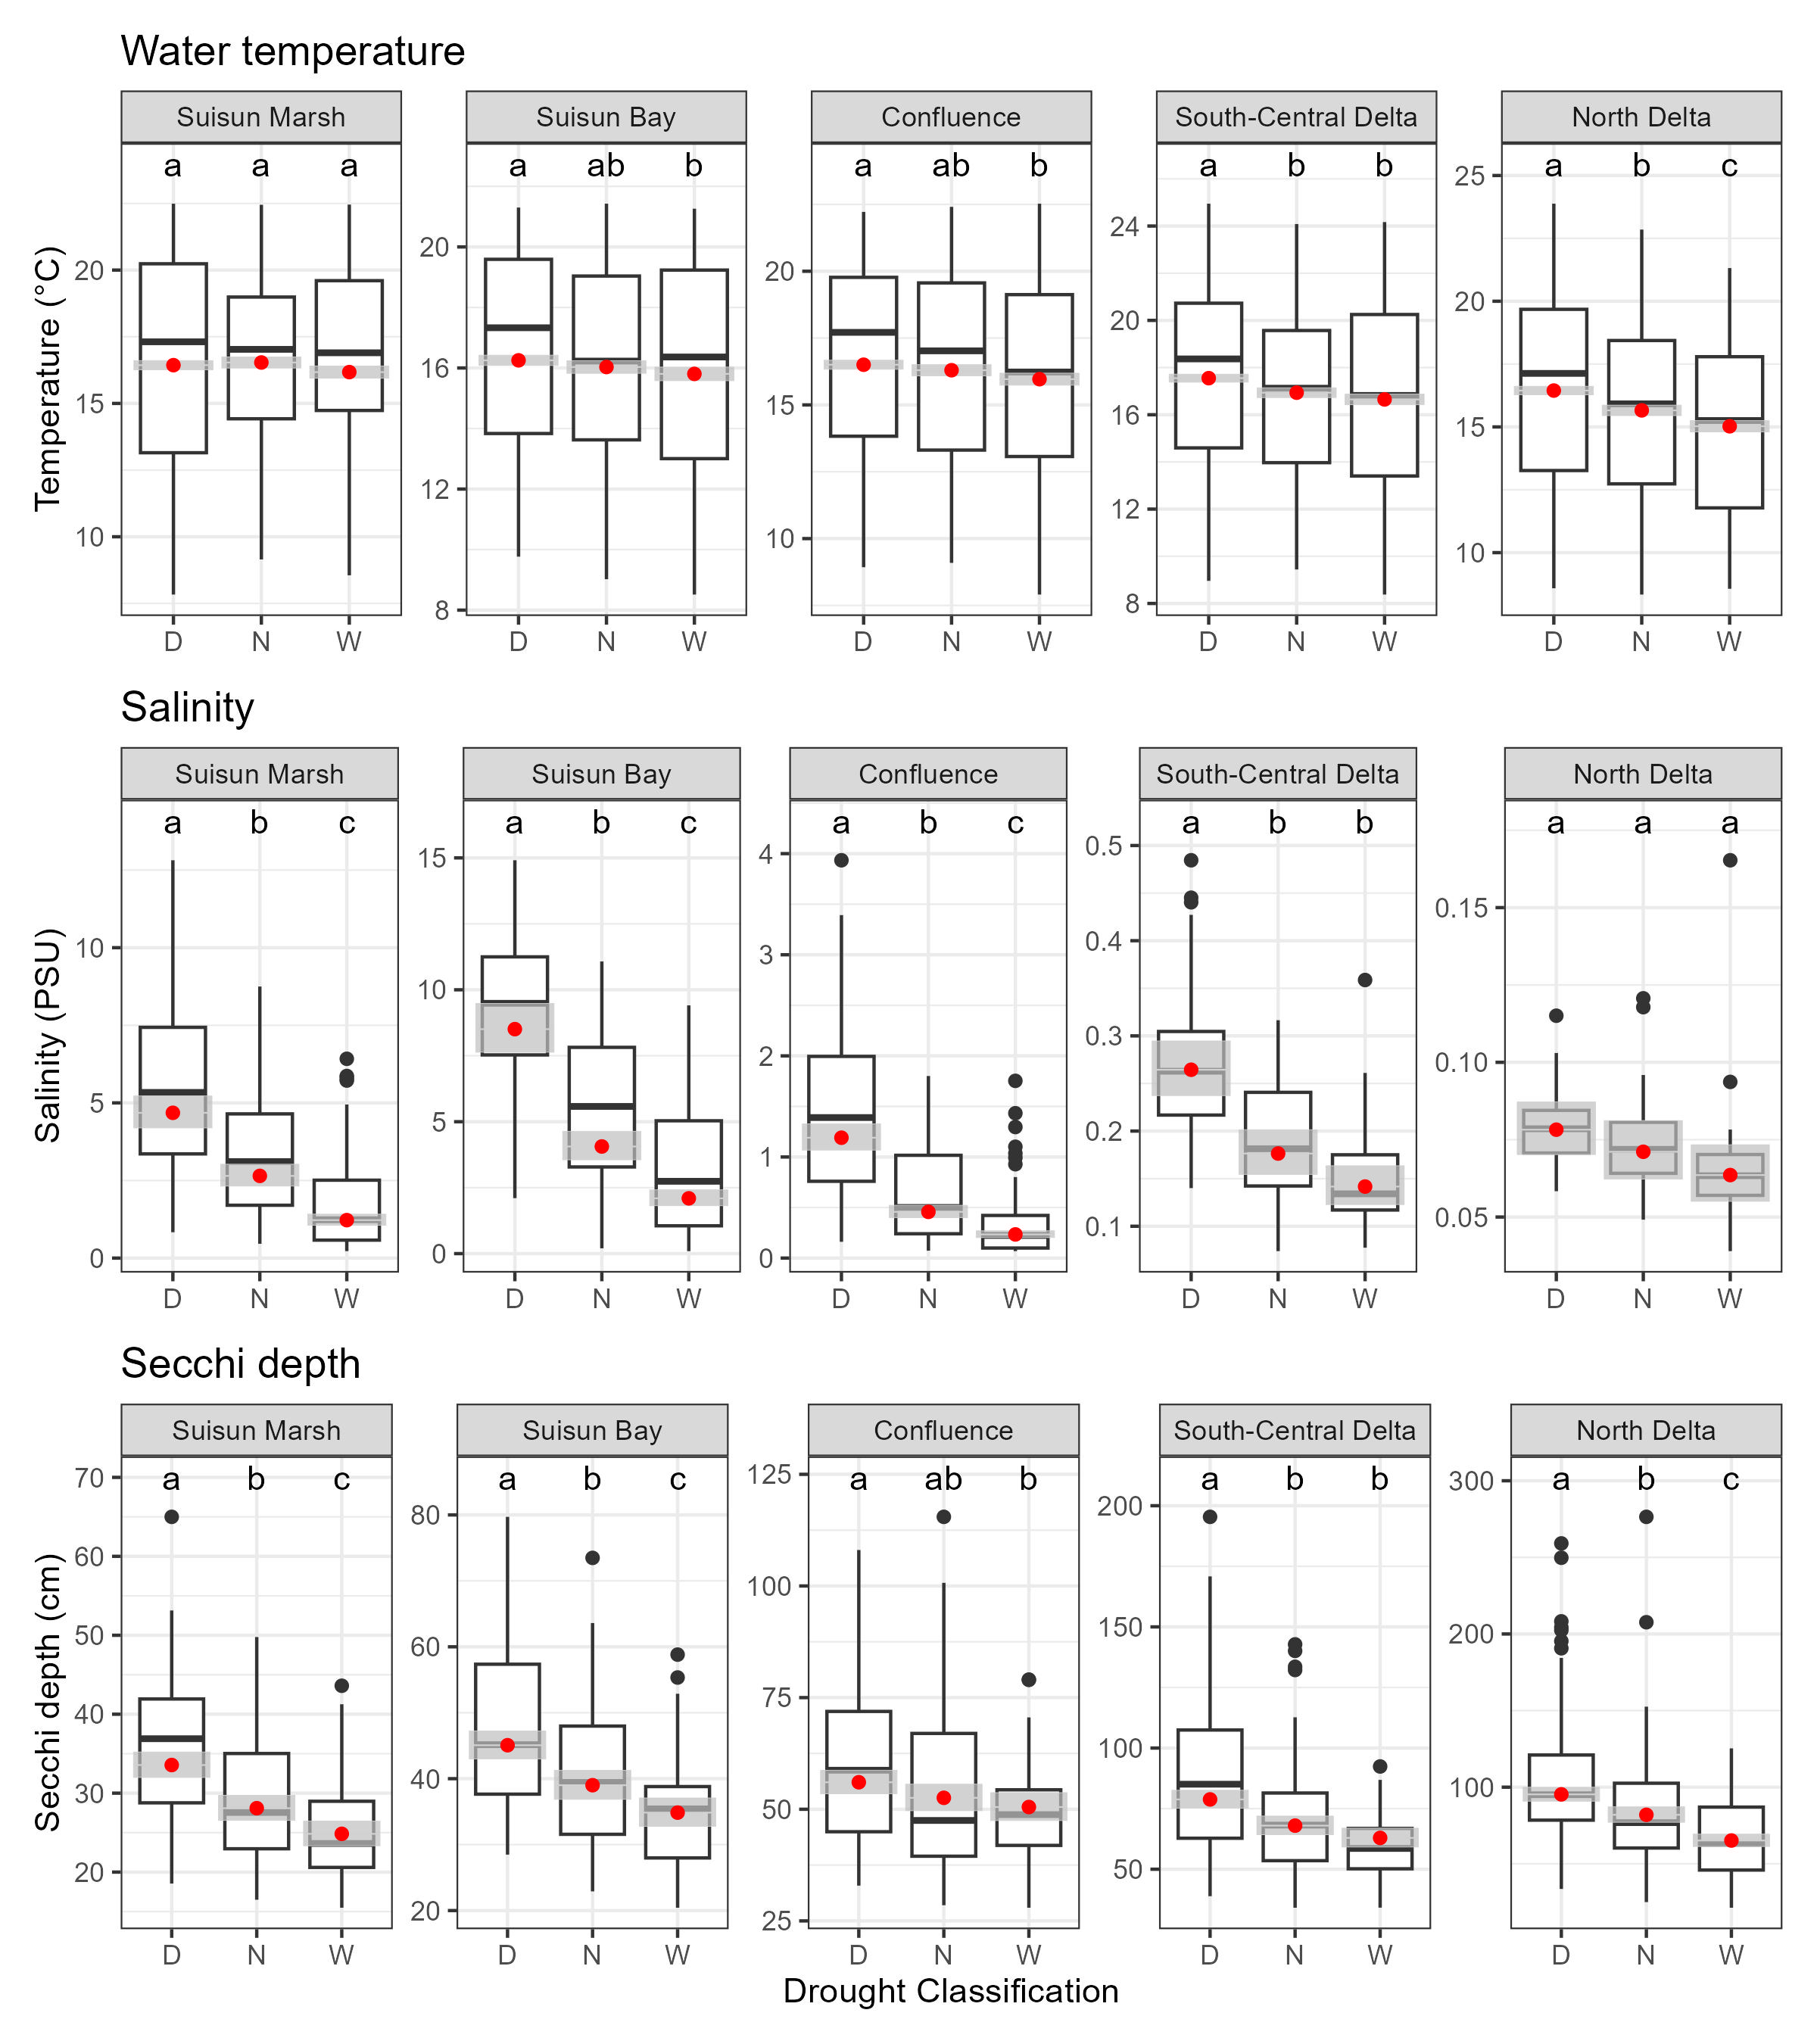 Water temperature
Suisun Marsh Suisun Bay Confluence South-Central Delta North Delta
a a a a ab b a ab b a b b a b c
Temperature (°C)
20 15 10
20 16 12 8
20 15 10
24 20 16 12 8
25 20 15 10
D N W D N W D N W D N W D N W
Salinity
Suisun Marsh Suisun Bay Confluence South-Central Delta North Delta
a b c a b c a b c a b b a a a
Salinity (PSU)
10 5 0
15 10 5 0
4 3 2 1 0
0.5 0.4 0.3 0.2 0.1
0.15 0.10 0.05
D N W D N W D N W D N W D N W
Secchi depth
Suisun Marsh Suisun Bay Confluence South-Central Delta North Delta
a b c a b c a ab b a b b a b c
Secchi depth (cm)
70 60 50 40 30 20
80 60 40 20
125 100 75 50 25
200 150 100 50
300 200 100
D N W D N W D N W D N W D N W
Drought Classification